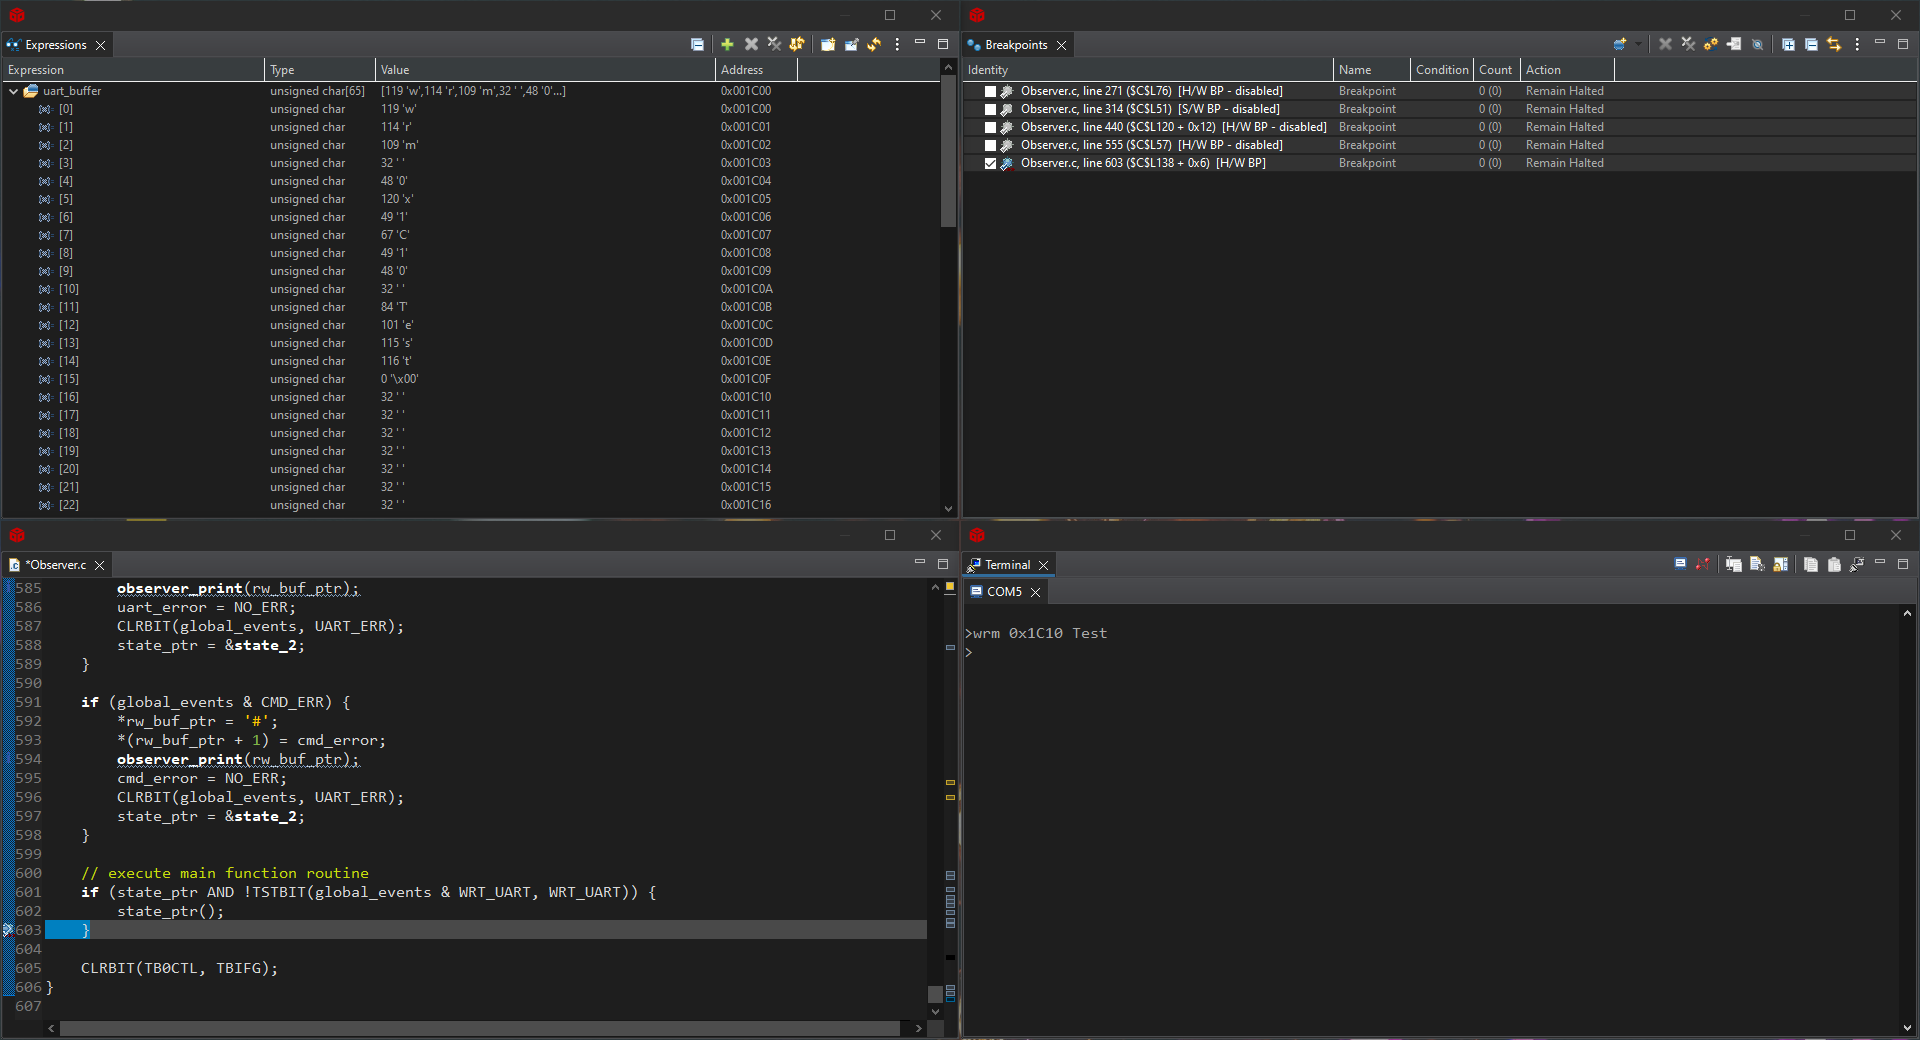 Expressions
Expression Type Value Address
uart_buffer unsigned char[65] [119 'w',114 'r',109 'm',32 ' ',48 '0'...] 0x001C00
[0] unsigned char 119 'w' 0x001C00
[1] unsigned char 114 'r' 0x001C01
[2] unsigned char 109 'm' 0x001C02
[3] unsigned char 32 ' ' 0x001C03
[4] unsigned char 48 '0' 0x001C04
[5] unsigned char 120 'x' 0x001C05
[6] unsigned char 49 '1' 0x001C06
[7] unsigned char 67 'C' 0x001C07
[8] unsigned char 49 '1' 0x001C08
[9] unsigned char 48 '0' 0x001C09
[10] unsigned char 32 ' ' 0x001C0A
[11] unsigned char 84 'T' 0x001C0B
[12] unsigned char 101 'e' 0x001C0C
[13] unsigned char 115 's' 0x001C0D
[14] unsigned char 116 't' 0x001C0E
[15] unsigned char 0 '\x00' 0x001C0F
[16] unsigned char 32 ' ' 0x001C10
[17] unsigned char 32 ' ' 0x001C11
[18] unsigned char 32 ' ' 0x001C12
[19] unsigned char 32 ' ' 0x001C13
[20] unsigned char 32 ' ' 0x001C14
[21] unsigned char 32 ' ' 0x001C15
[22] unsigned char 32 ' ' 0x001C16
Breakpoints
Identity Name Condition Count Action
Observer.c, line 271 ($C$L76) [H/W BP - disabled] Breakpoint 0 (0) Remain Halted
Observer.c, line 314 ($C$L51) [S/W BP - disabled] Breakpoint 0 (0) Remain Halted
Observer.c, line 440 ($C$L120 + 0x12) [H/W BP - disabled] Breakpoint 0 (0) Remain Halted
Observer.c, line 555 ($C$L57) [H/W BP - disabled] Breakpoint 0 (0) Remain Halted
Observer.c, line 603 ($C$L138 + 0x6) [H/W BP] Breakpoint 0 (0) Remain Halted
*Observer.c
585 observer_print(rw_buf_ptr);
586 uart_error = NO_ERR;
587 CLRBIT(global_events, UART_ERR);
588 state_ptr = &state_2;
589 }
590
591 if (global_events & CMD_ERR) {
592 *rw_buf_ptr = '#';
593 *(rw_buf_ptr + 1) = cmd_error;
594 observer_print(rw_buf_ptr);
595 cmd_error = NO_ERR;
596 CLRBIT(global_events, UART_ERR);
597 state_ptr = &state_2;
598 }
599
600 // execute main function routine
601 if (state_ptr AND !TSTBIT(global_events & WRT_UART, WRT_UART)) {
602 state_ptr();
603 }
604
605 CLRBIT(TB0CTL, TBIFG);
606 }
607
Terminal
COM5
>wrm 0x1C10 Test
>